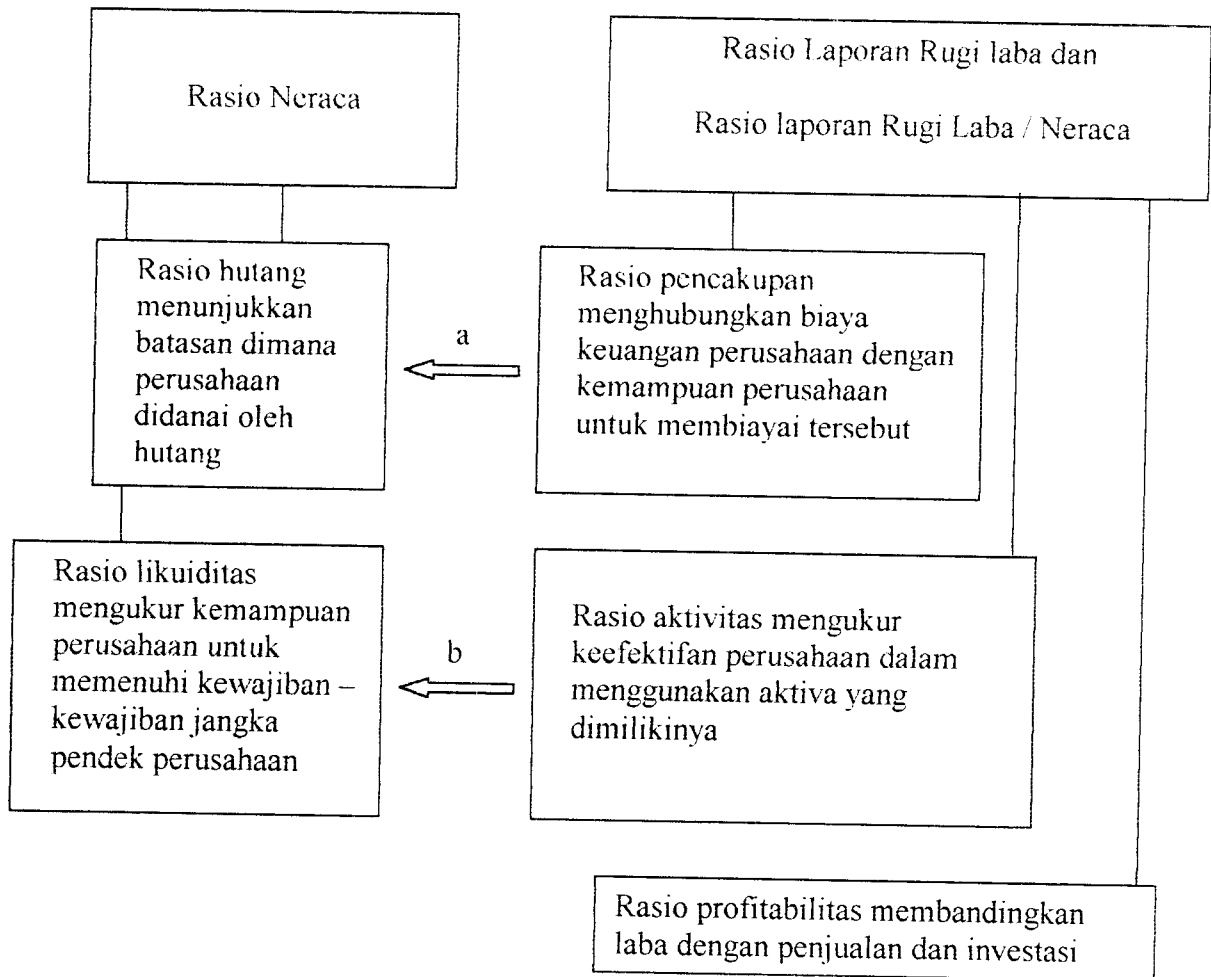 Rasio Neraca
Rasio Laporan Rugi laba dan
Rasio laporan Rugi Laba / Neraca
Rasio hutang
menunjukkan
batasan dimana
perusahaan
didanai oleh
hutang
a
Rasio pencakupan
menghubungkan biaya
keuangan perusahaan dengan
kemampuan perusahaan
untuk membiayai tersebut
Rasio likuiditas
mengukur kemampuan
perusahaan untuk
memenuhi kewajiban –
kewajiban jangka
pendek perusahaan
b
Rasio aktivitas mengukur
keefektifan perusahaan dalam
menggunakan aktiva yang
dimilikinya
Rasio profitabilitas membandingkan
laba dengan penjualan dan investasi